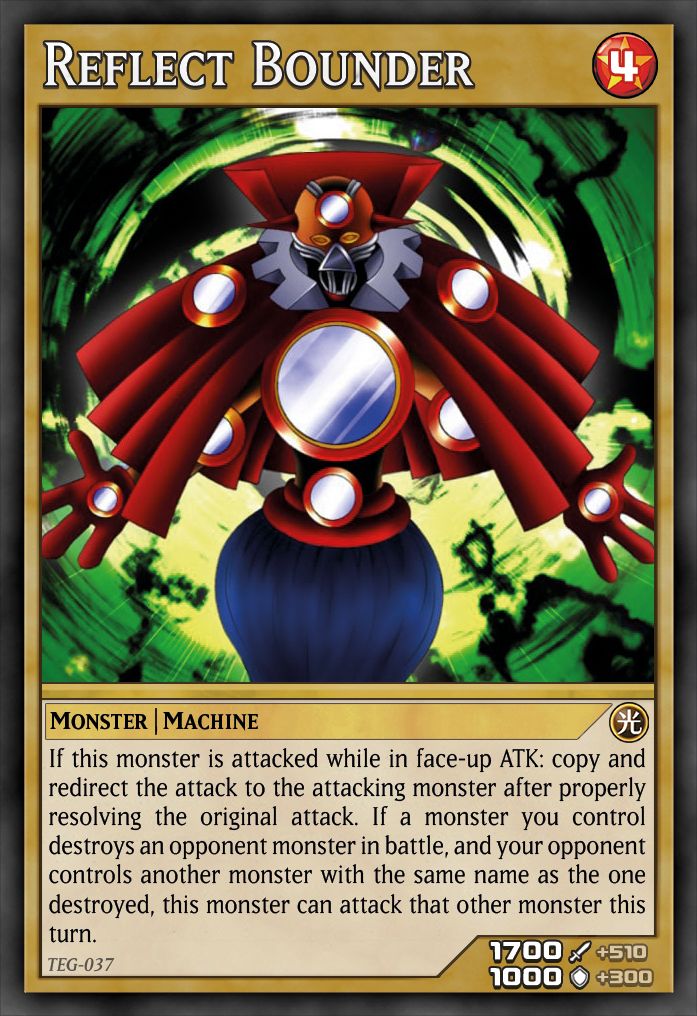 REFLECT BOUNDER
4
MONSTER | MACHINE
光
If this monster is attacked while in face-up ATK: copy and
redirect the attack to the attacking monster after properly
resolving the original attack. If a monster you control
destroys an opponent monster in battle, and your opponent
controls another monster with the same name as the one
destroyed, this monster can attack that other monster this
turn.
TEG-037
1700 +510
1000 +300